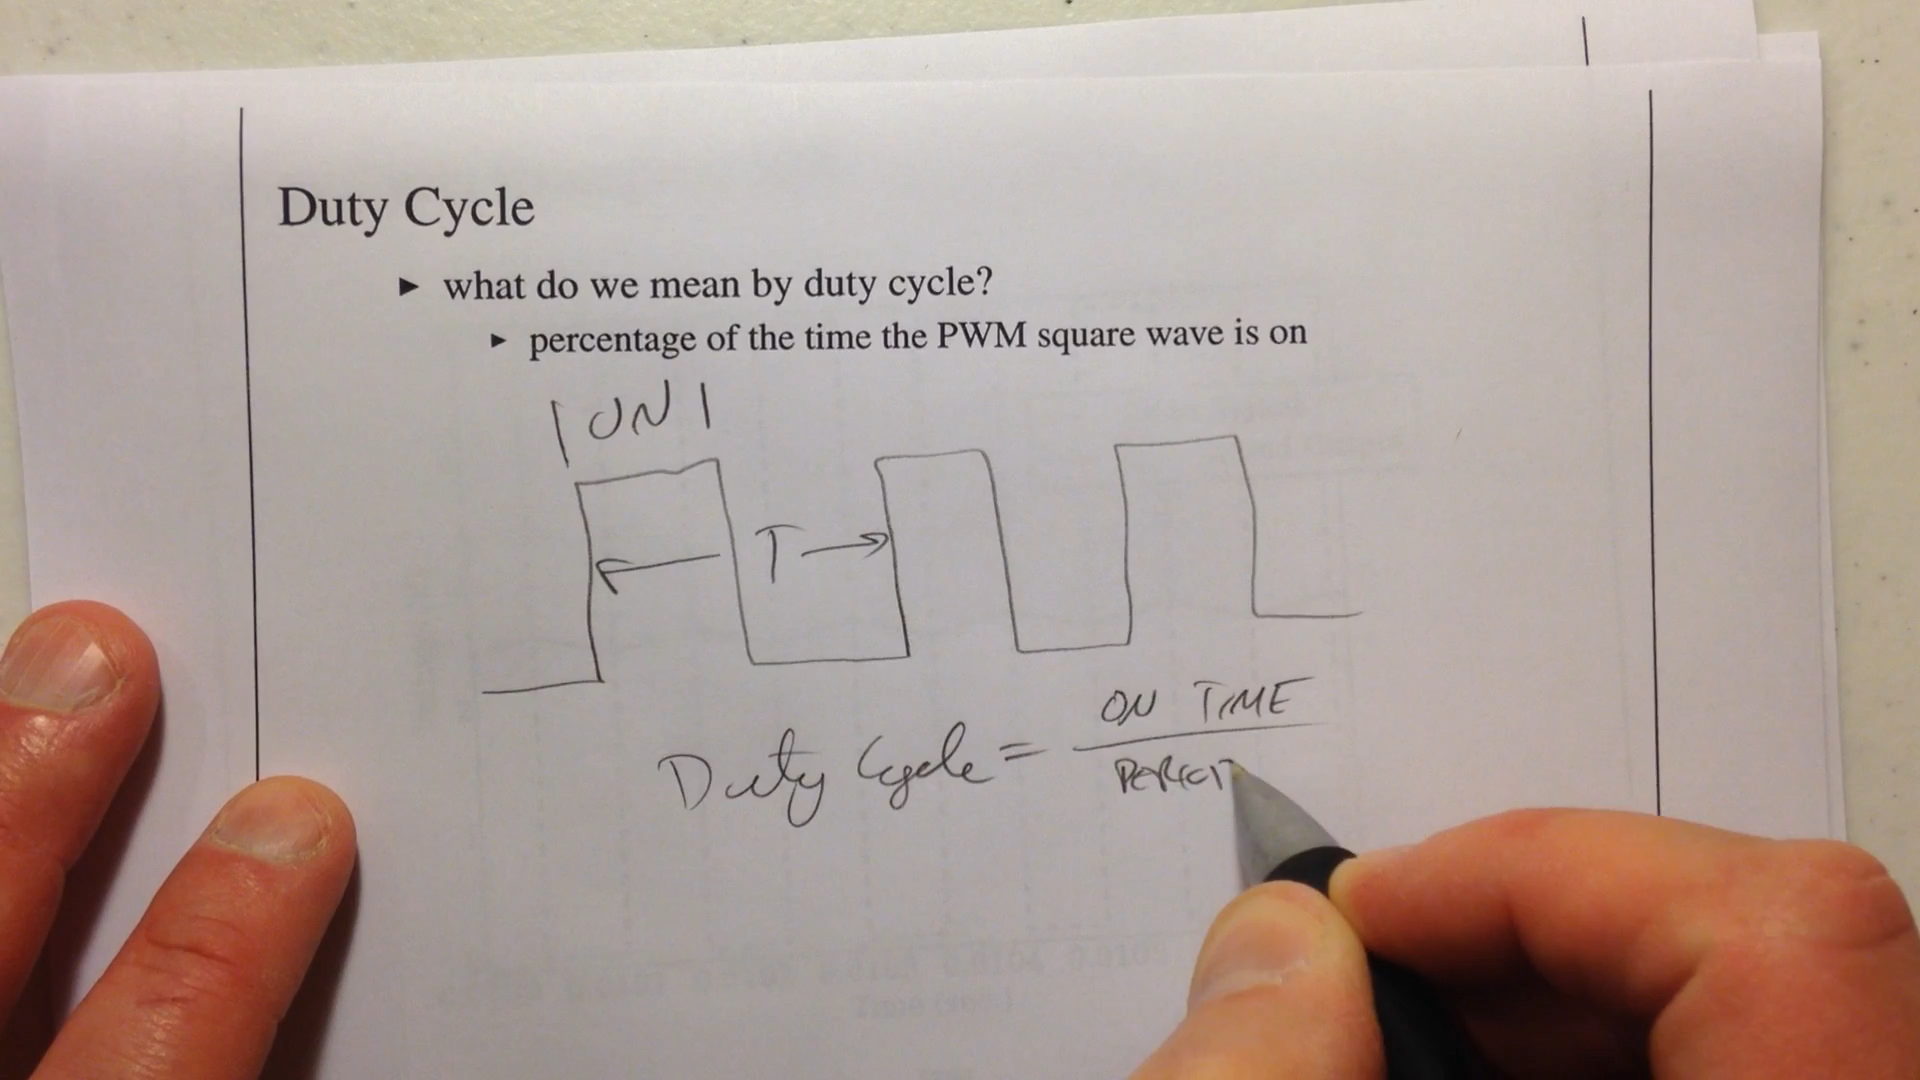 Duty Cycle
▸ what do we mean by duty cycle?
▸ percentage of the time the PWM square wave is on
| ON |
T
ON TIME
Duty Cycle =